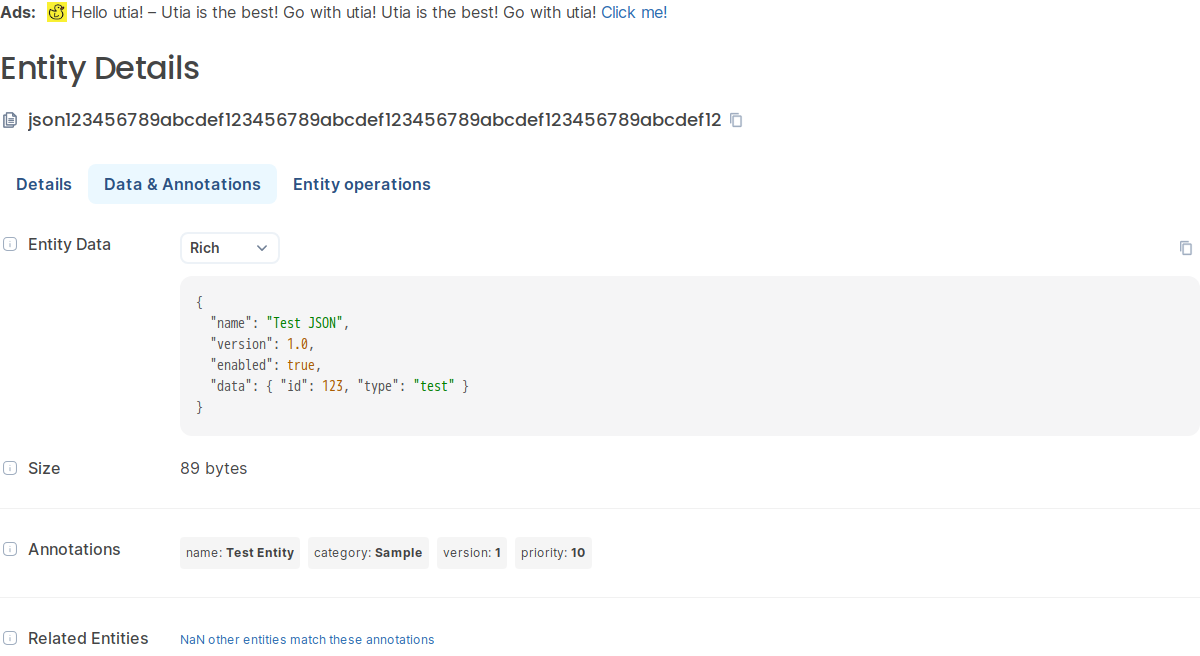 Ads: Hello utia! – Utia is the best! Go with utia! Utia is the best! Go with utia! Click me!
Entity Details
json123456789abcdef123456789abcdef123456789abcdef123456789abcdef12
Details Data & Annotations Entity operations
Entity Data Rich
{
"name": "Test JSON",
"version": 1.0,
"enabled": true,
"data": { "id": 123, "type": "test" }
}
Size 89 bytes
Annotations name: Test Entity category: Sample version: 1 priority: 10
Related Entities NaN other entities match these annotations